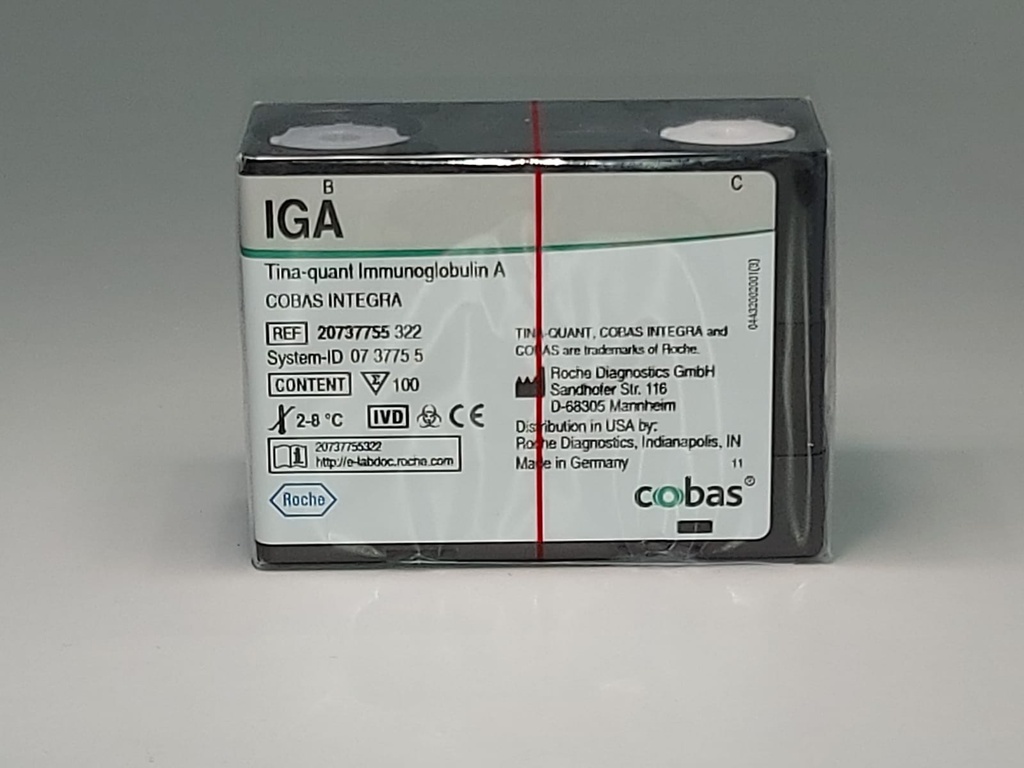 B
C
IGA
Tina-quant Immunoglobulin A
COBAS INTEGRA
REF 20737755 322
System-ID 07 3775 5
CONTENT Σ 100
2-8 °C IVD CE
20737755322
http://e-labdoc.roche.com
Roche
TINA-QUANT, COBAS INTEGRA and
COBAS are trademarks of Roche.
Roche Diagnostics GmbH
Sandhofer Str. 116
D-68305 Mannheim
Distribution in USA by:
Roche Diagnostics, Indianapolis, IN
Made in Germany 11
cobas®